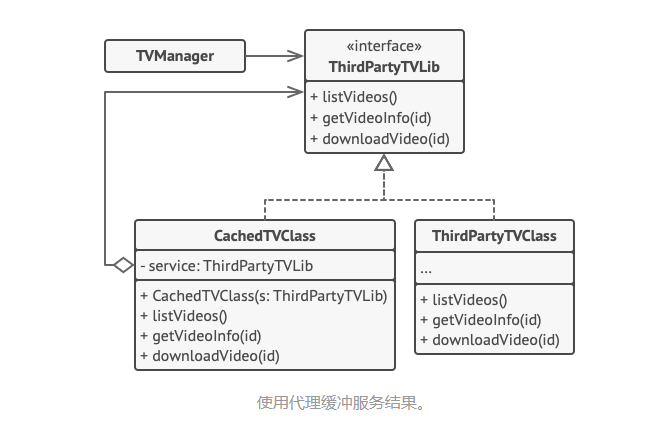 TVManager
«interface»
ThirdPartyTVLib
+ listVideos()
+ getVideoInfo(id)
+ downloadVideo(id)
CachedTVClass
- service: ThirdPartyTVLib
+ CachedTVClass(s: ThirdPartyTVLib)
+ listVideos()
+ getVideoInfo(id)
+ downloadVideo(id)
ThirdPartyTVClass
...
+ listVideos()
+ getVideoInfo(id)
+ downloadVideo(id)
使用代理缓冲服务结果。